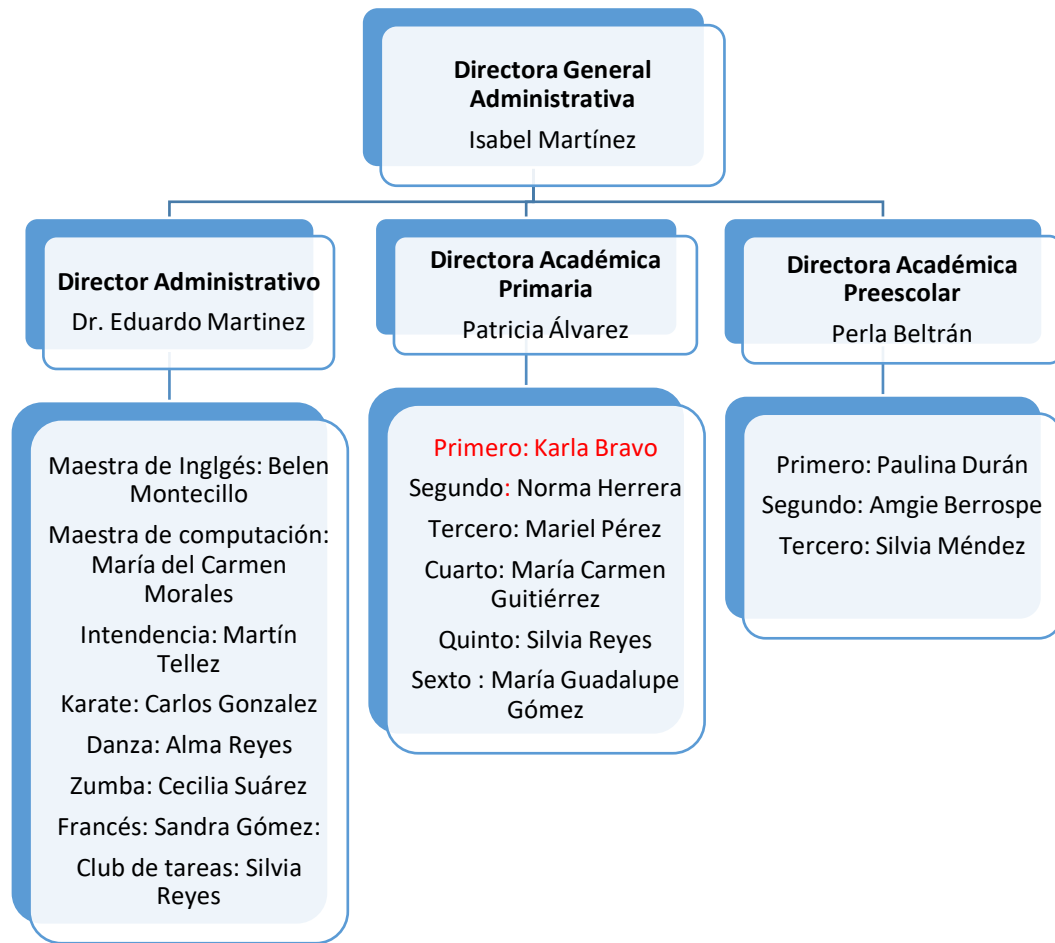 Directora General
Administrativa
Isabel Martínez
Director Administrativo
Dr. Eduardo Martinez
Directora Académica
Primaria
Patricia Álvarez
Directora Académica
Preescolar
Perla Beltrán
Maestra de Inglgés: Belen
Montecillo
Maestra de computación:
María del Carmen
Morales
Intendencia: Martín
Tellez
Karate: Carlos Gonzalez
Danza: Alma Reyes
Zumba: Cecilia Suárez
Francés: Sandra Gómez:
Club de tareas: Silvia
Reyes
Primero: Karla Bravo
Segundo: Norma Herrera
Tercero: Mariel Pérez
Cuarto: María Carmen
Guitiérrez
Quinto: Silvia Reyes
Sexto : María Guadalupe
Gómez
Primero: Paulina Durán
Segundo: Amgie Berrospe
Tercero: Silvia Méndez